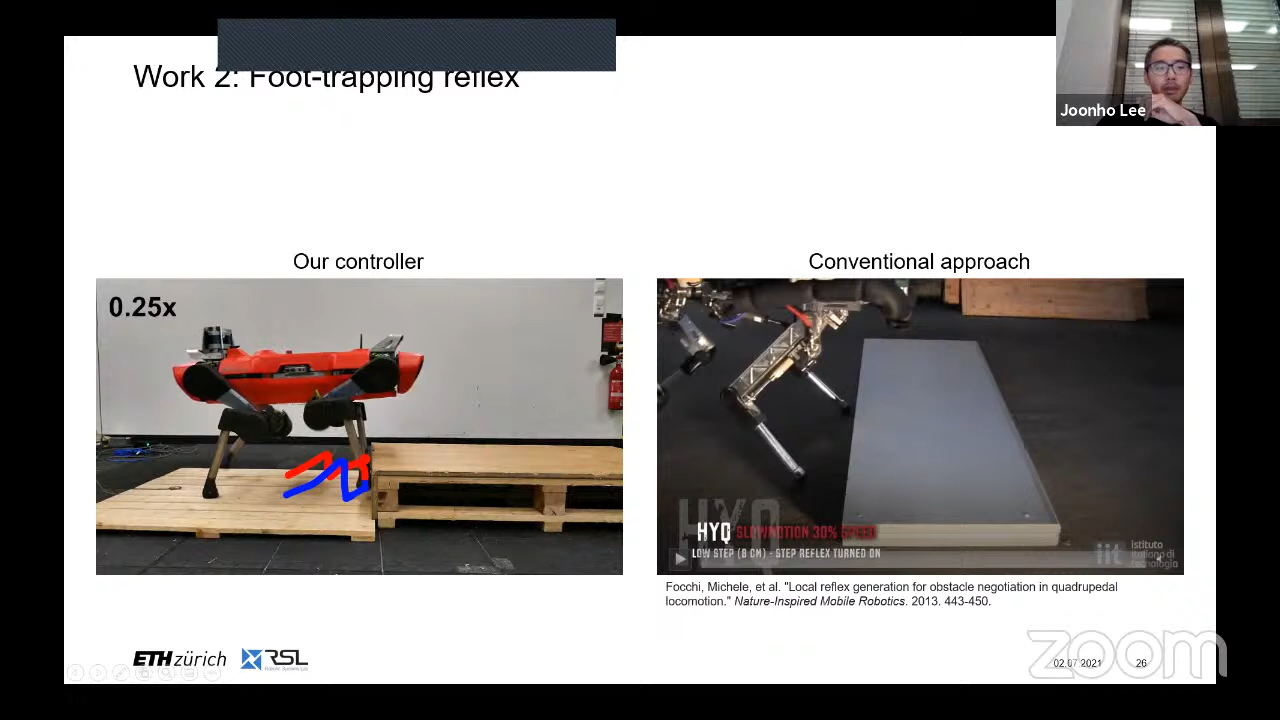 Work 2: Foot-trapping reflex
Joonho Lee
Our controller
Conventional approach
0.25x
HYQ
HYQ SLOWMOTION 30% SPEED
LOW STEP (8 CM) - STEP REFLEX TURNED ON
iit istituto
italiano di
tecnologia
Focchi, Michele, et al. "Local reflex generation for obstacle negotiation in quadrupedal
locomotion." Nature-Inspired Mobile Robotics. 2013. 443-450.
ETH zürich
RSL
02.07.2021
26
zoom